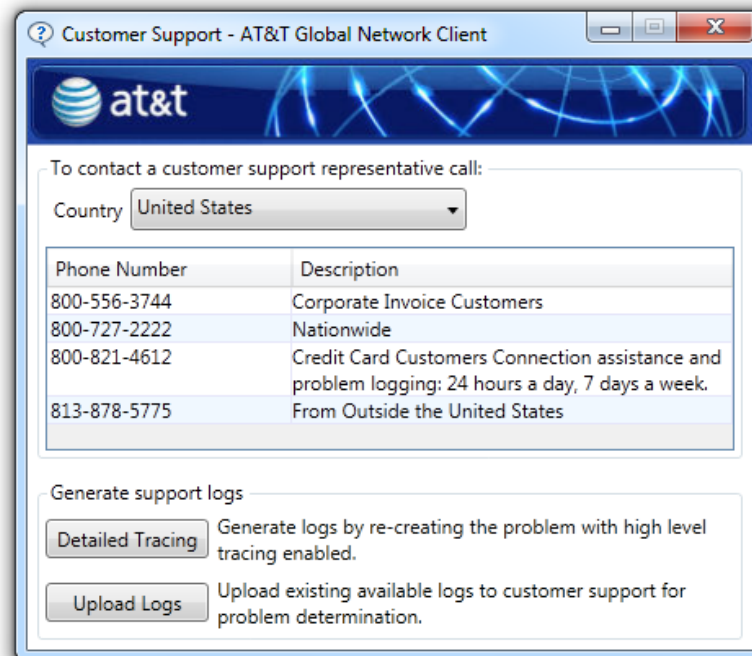 Customer Support - AT&T Global Network Client
at&t
To contact a customer support representative call:
Country United States
Phone Number Description
800-556-3744 Corporate Invoice Customers
800-727-2222 Nationwide
800-821-4612 Credit Card Customers Connection assistance and
problem logging: 24 hours a day, 7 days a week.
813-878-5775 From Outside the United States
Generate support logs
Detailed Tracing Generate logs by re-creating the problem with high level
tracing enabled.
Upload Logs Upload existing available logs to customer support for
problem determination.